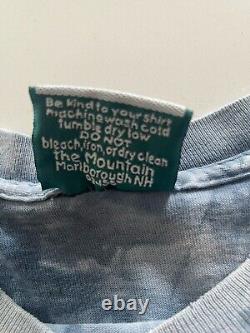 Be kind to your shirt
machine wash cold
tumble dry low
DO NOT
bleach, iron, or dry clean
the Mountain
Marlborough NH
ebay